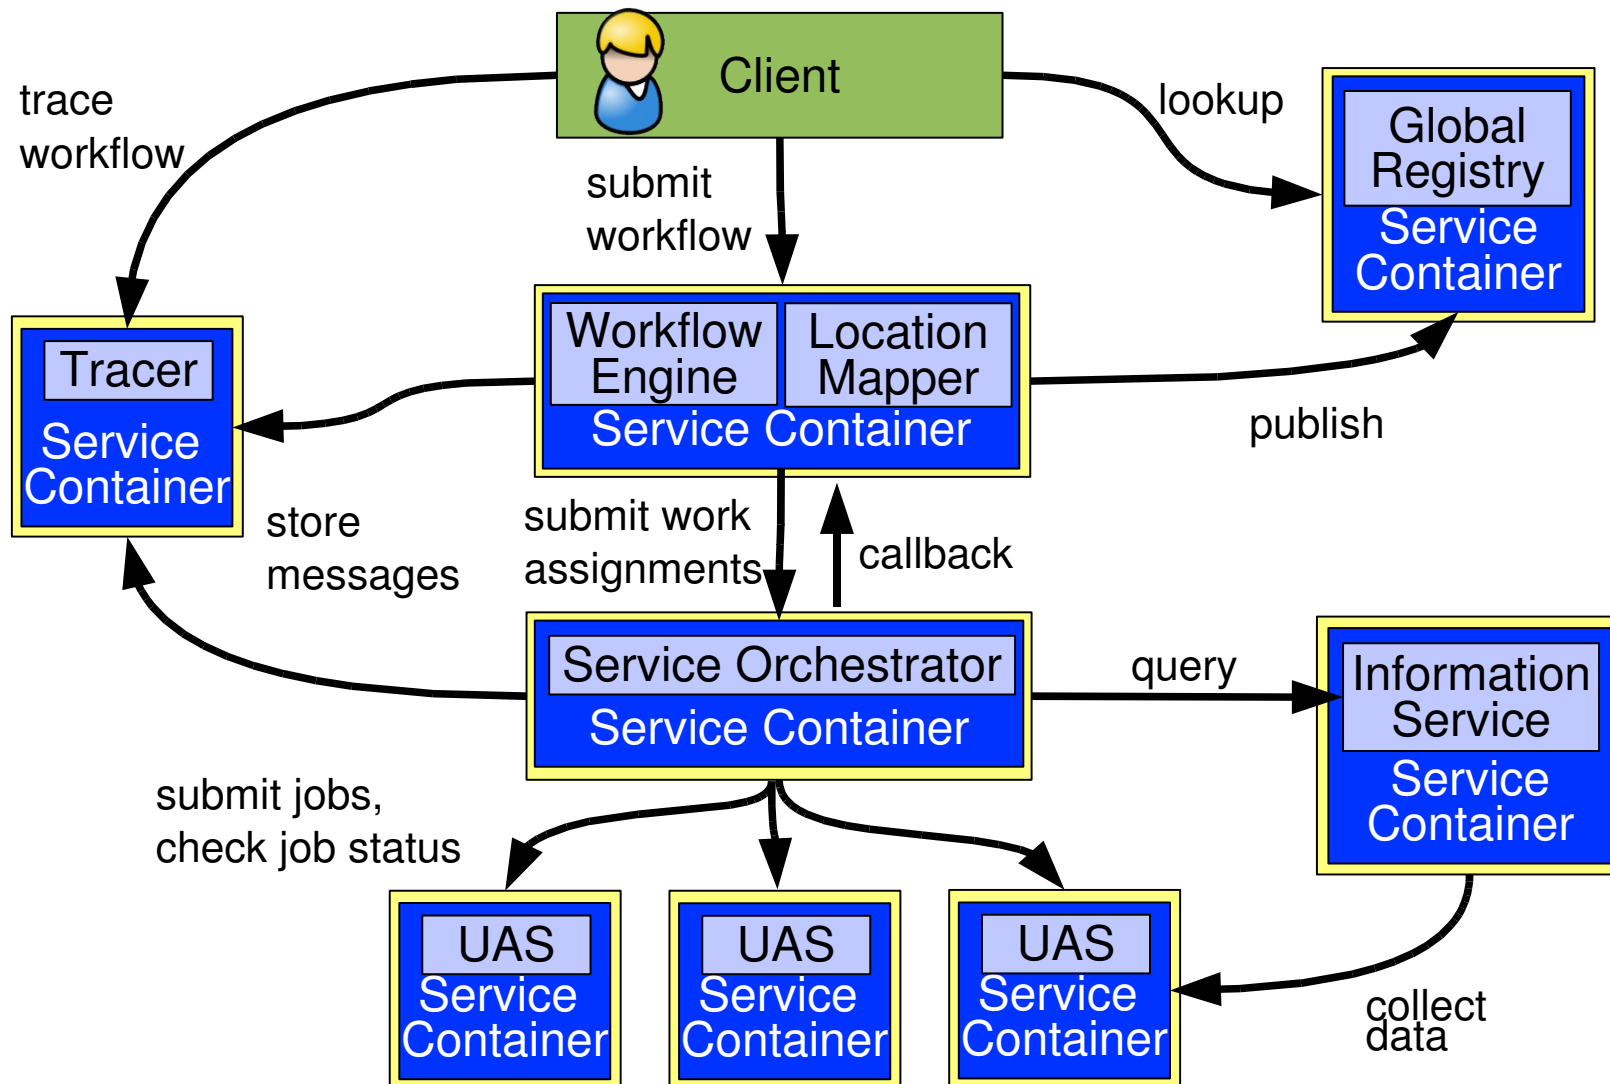 Client
trace
workflow
lookup
submit
workflow
Global
Registry
Service
Container
Workflow
Engine
Location
Mapper
Service Container
Tracer
Service
Container
publish
store
messages
submit work
assignments
callback
Service Orchestrator
Service Container
query
Information
Service
Service
Container
submit jobs,
check job status
UAS
Service
Container
UAS
Service
Container
UAS
Service
Container
collect
data